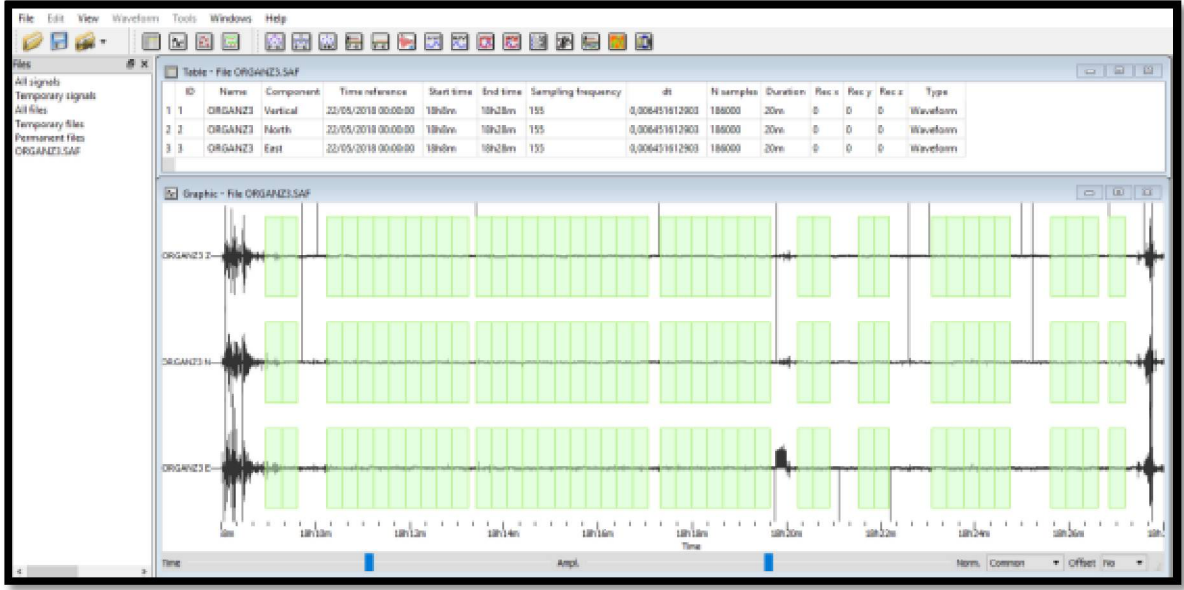 File Edit View Waveform Tools Windows Help
Files
All signals
Temporary signals
All files
Temporary files
Permanent files
ORGANZ3.SAF
Table - File ORGANZ3.SAF
ID Name Component Time reference Start time End time Sampling frequency dt N samples Duration Rec x Rec y Rec z Type
1 1 ORGANZ3 Vertical 22/05/2018 00:00:00 18h8m 18h28m 155 0,006451612903 186000 20m 0 0 0 Waveform
2 2 ORGANZ3 North 22/05/2018 00:00:00 18h8m 18h28m 155 0,006451612903 186000 20m 0 0 0 Waveform
3 3 ORGANZ3 East 22/05/2018 00:00:00 18h8m 18h28m 155 0,006451612903 186000 20m 0 0 0 Waveform
Graphic - File ORGANZ3.SAF
ORGANZ3 Z
ORGANZ3 N
ORGANZ3 E
18h10m 18h12m 18h14m 18h16m 18h18m 18h20m 18h22m 18h24m 18h26m
Time
Time Ampl. Norm. Common Offset No